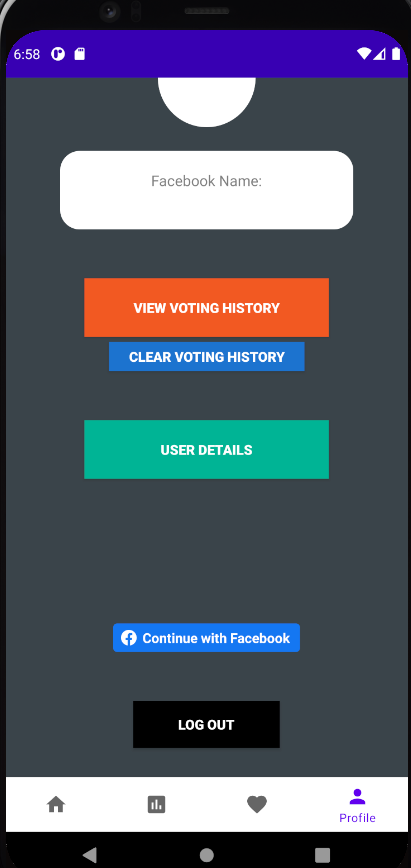 6:58
Facebook Name:
VIEW VOTING HISTORY
CLEAR VOTING HISTORY
USER DETAILS
Continue with Facebook
LOG OUT
Profile